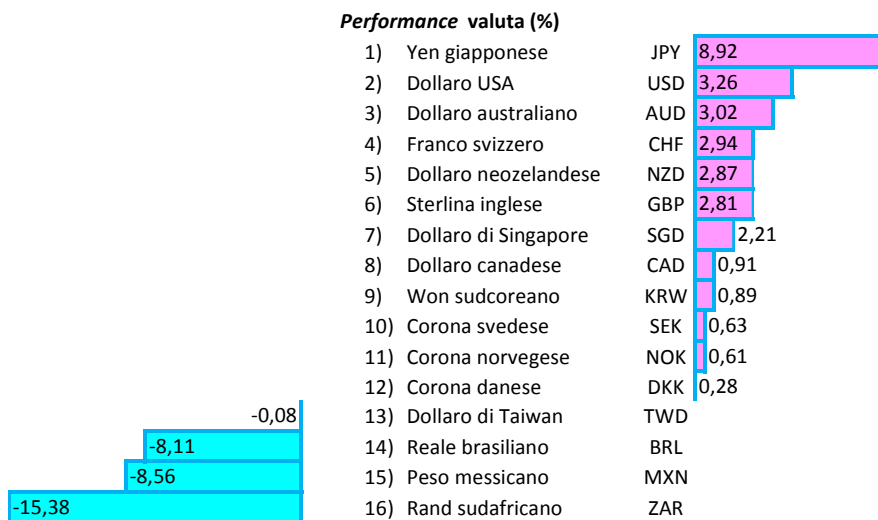 Performance valuta (%)
1) Yen giapponese JPY 8,92
2) Dollaro USA USD 3,26
3) Dollaro australiano AUD 3,02
4) Franco svizzero CHF 2,94
5) Dollaro neozelandese NZD 2,87
6) Sterlina inglese GBP 2,81
7) Dollaro di Singapore SGD 2,21
8) Dollaro canadese CAD 0,91
9) Won sudcoreano KRW 0,89
10) Corona svedese SEK 0,63
11) Corona norvegese NOK 0,61
12) Corona danese DKK 0,28
-0,08 13) Dollaro di Taiwan TWD
-8,11 14) Reale brasiliano BRL
-8,56 15) Peso messicano MXN
-15,38 16) Rand sudafricano ZAR